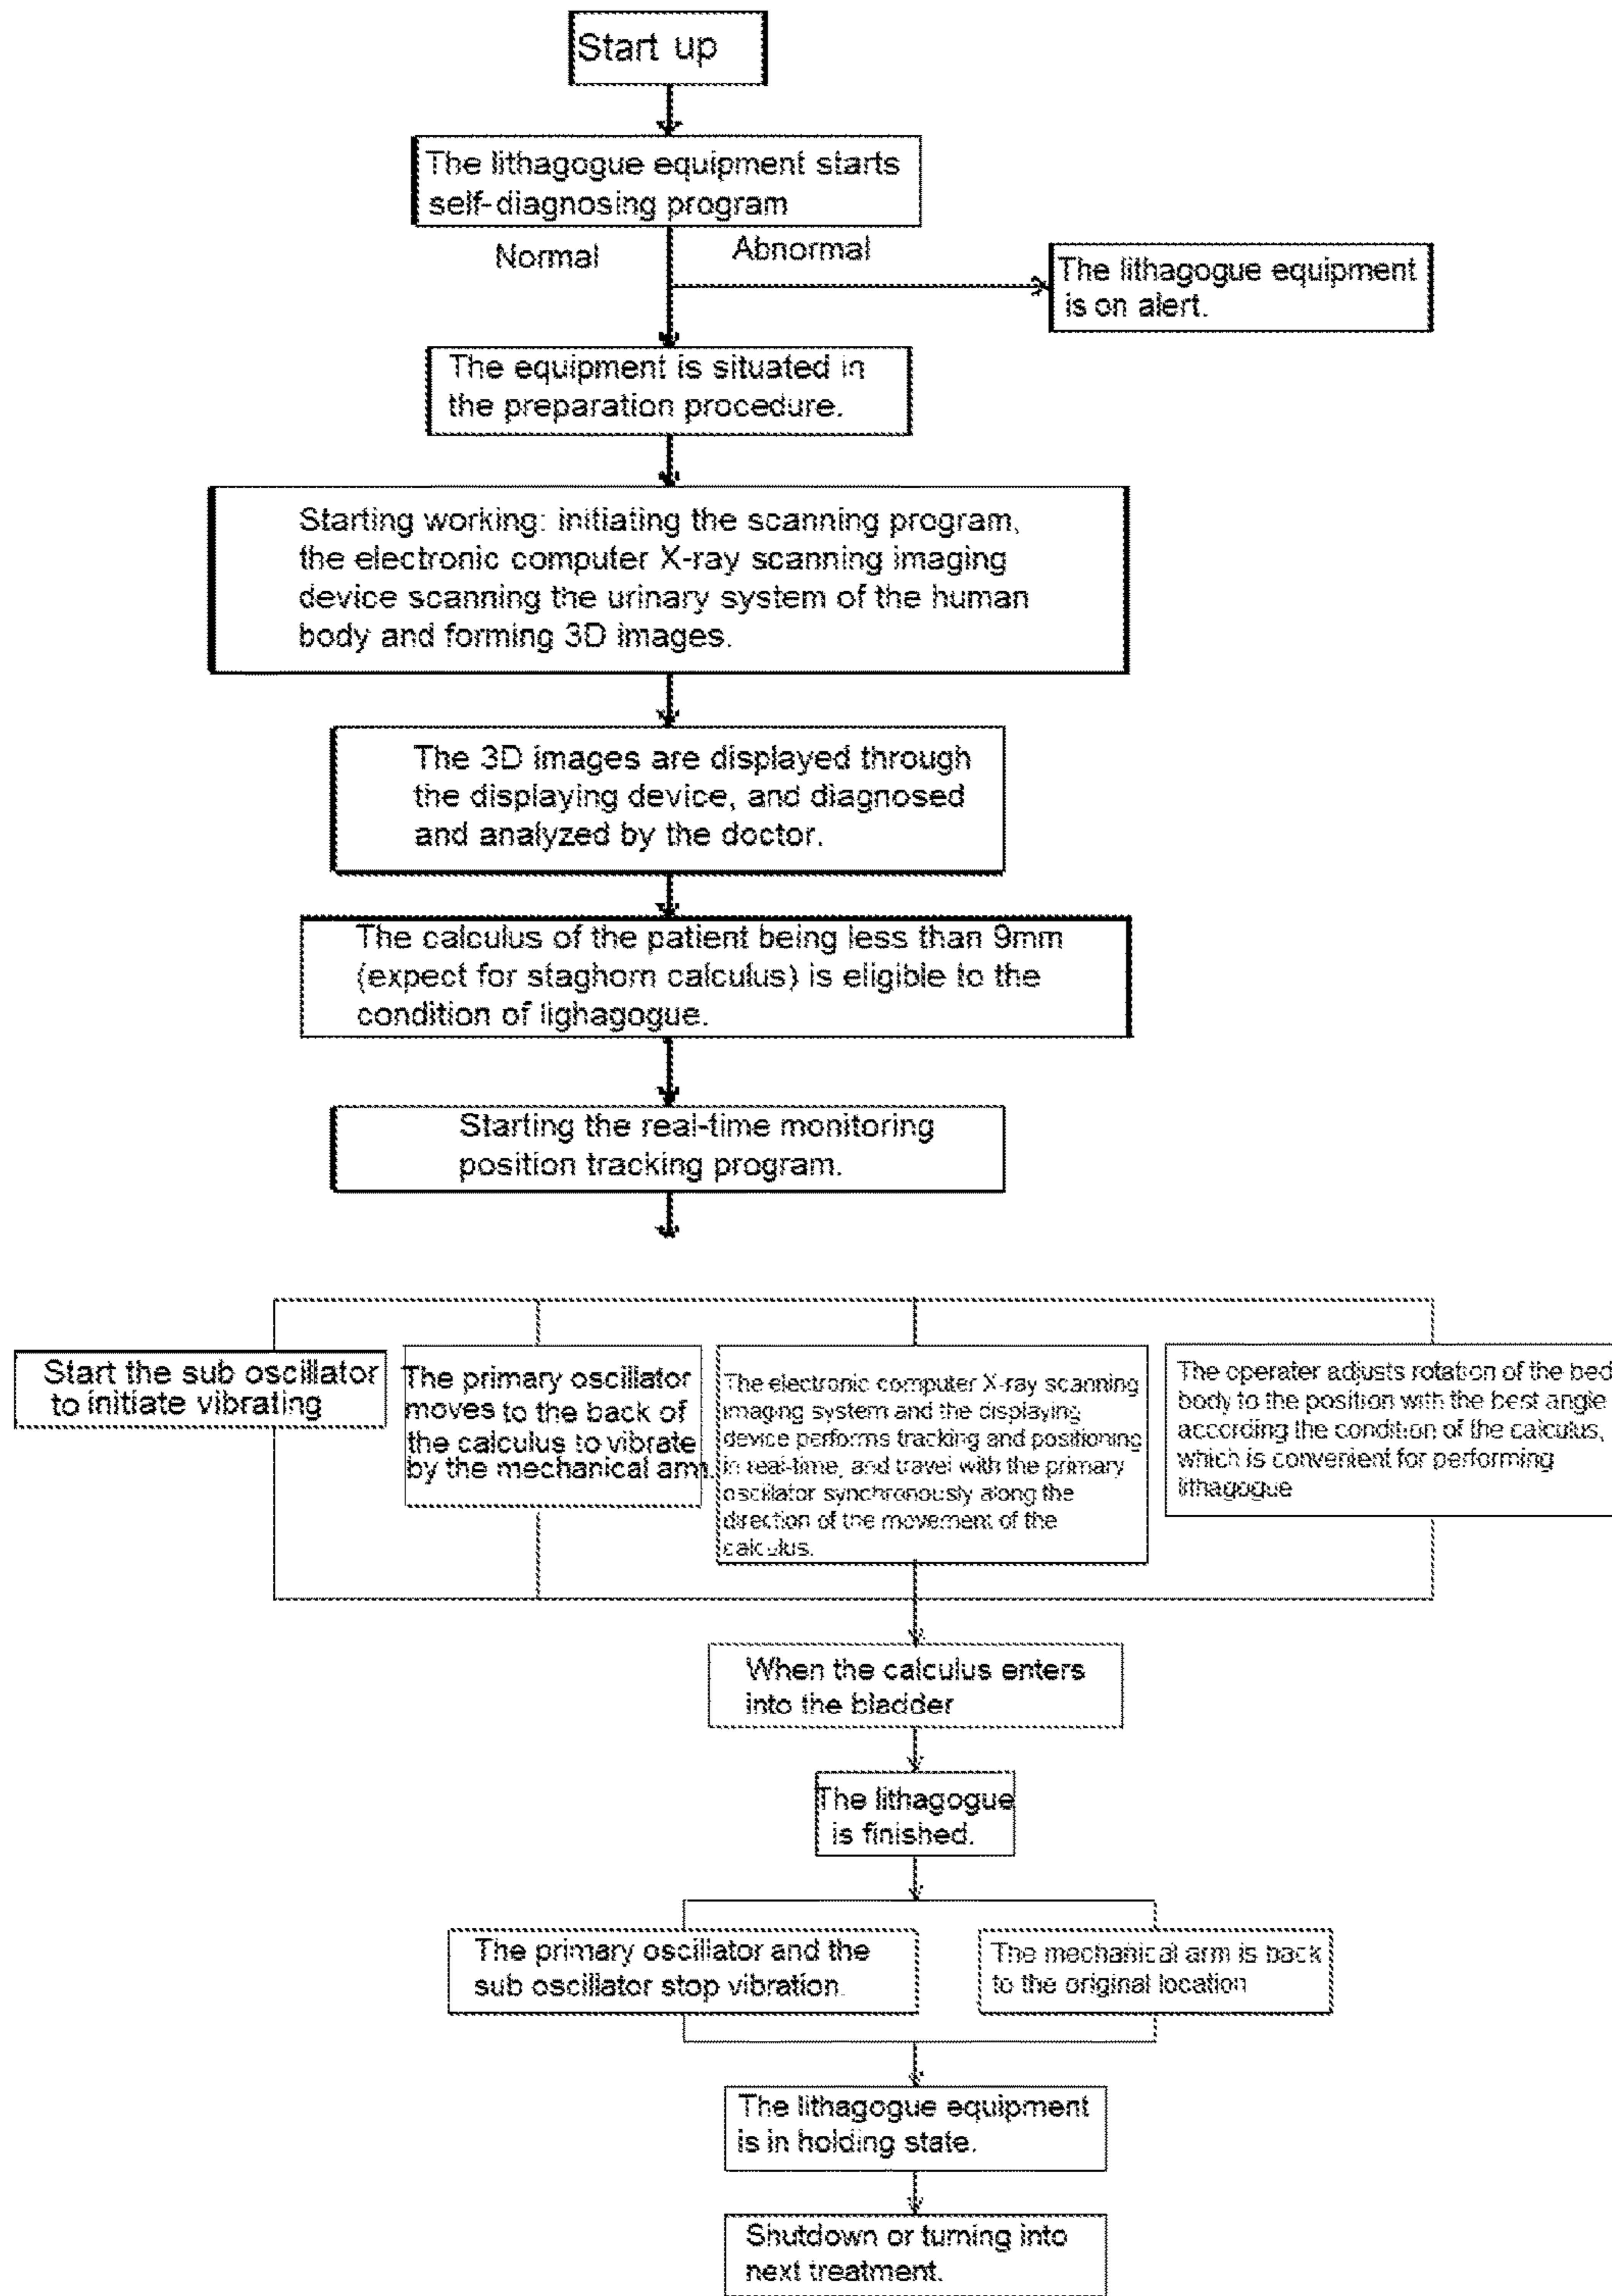 Start up
The lithagogue equipment starts
self-diagnosing program
Normal
Abnormal
The lithagogue equipment
is on alert.
The equipment is situated in
the preparation procedure.
Starting working: initiating the scanning program,
the electronic computer X-ray scanning imaging
device scanning the urinary system of the human
body and forming 3D images.
The 3D images are displayed through
the displaying device, and diagnosed
and analyzed by the doctor.
The calculus of the patient being less than 9mm
(expect for staghorn calculus) is eligible to the
condition of lighagogue.
Starting the real-time monitoring
position tracking program.
Start the sub oscillator
to initiate vibrating
The primary oscillator
moves to the back of
the calculus to vibrate
by the mechanical arm.
The electronic computer X-ray scanning
imaging system and the displaying
device performs tracking and positioning
in real-time, and travel with the primary
oscillator synchronously along the
direction of the movement of the
calculus.
The operater adjusts rotation of the bed
body to the position with the best angle
according the condition of the calculus,
which is convenient for performing
lithagogue
When the calculus enters
into the bladder
The lithagogue
is finished.
The primary oscillator and the
sub oscillator stop vibration.
The mechanical arm is back
to the original location
The lithagogue equipment
is in holding state.
Shutdown or turning into
next treatment.